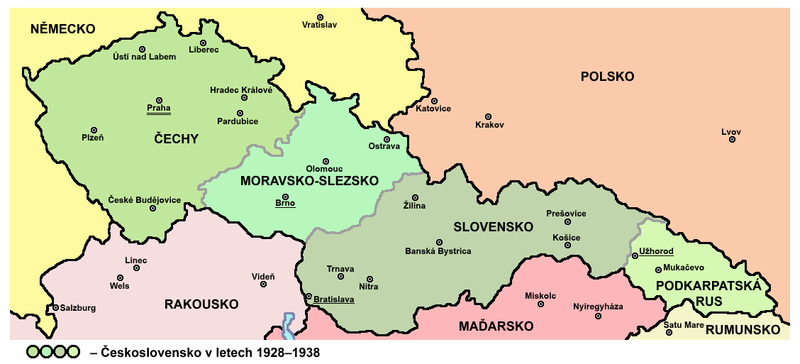 NĚMECKO
Vratislav
Liberec
Ústí nad Labem
POLSKO
Hradec Králové
Praha
Katovice
Pardubice
Krakov
Plzeň
ČECHY
Lvov
Ostrava
Olomouc
MORAVSKO-SLEZSKO
České Budějovice
Brno
Žilina
Prešovice
SLOVENSKO
Košice
Banská Bystrica
Užhorod
Linec
Trnava
Mukačevo
Wels
Videň
Nitra
PODKARPATSKÁ
RUS
Bratislava
Miskolc
RAKOUSKO
Salzburg
Nyíregyháza
MAĎARSKO
Satu Mare
RUMUNSKO
– Československo v letech 1928–1938